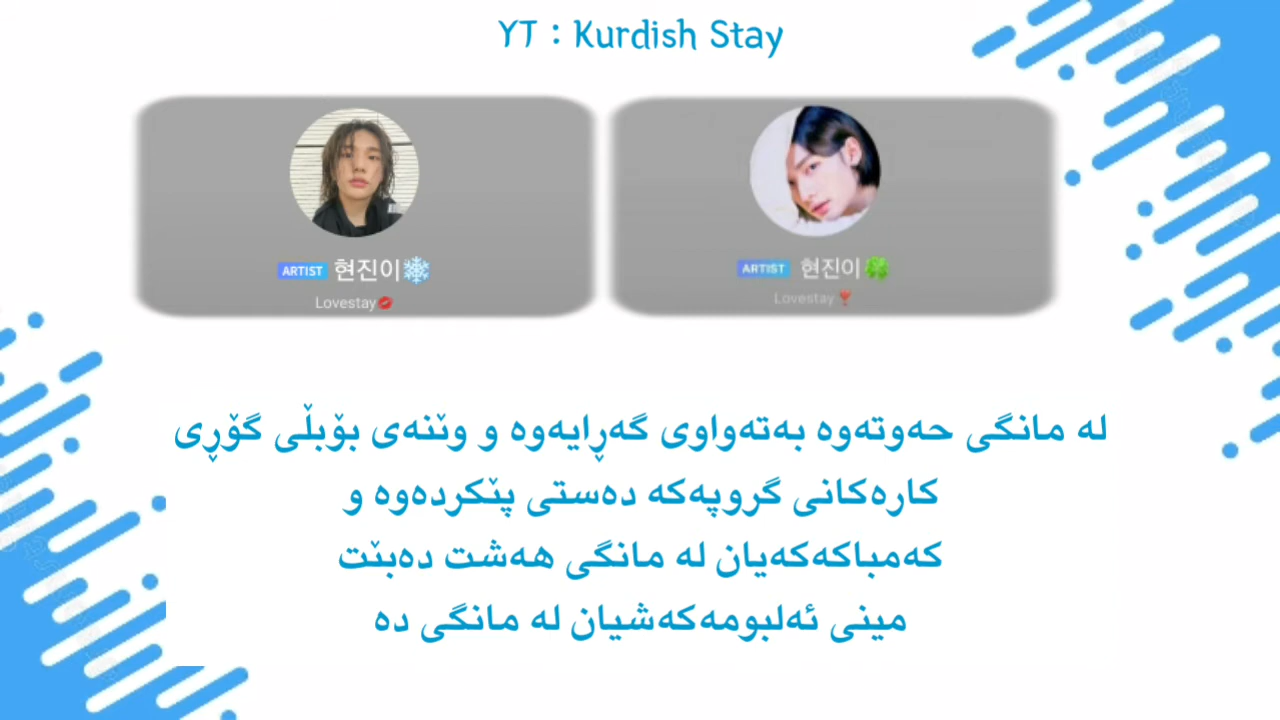 YT : Kurdish Stay
ARTIST 현진이❄️
Lovestay💋
ARTIST 현진이🍀
Lovestay❣️
لە مانگی حەوتەوە بەتەواوی گەڕایەوە و وێنەی بۆبڵی گۆڕی
کارەکانی گروپەکە دەستی پێکردەوە و
کەمباکەکەیان لە مانگی هەشت دەبێت
مینی ئەلبومەکەشیان لە مانگی دە